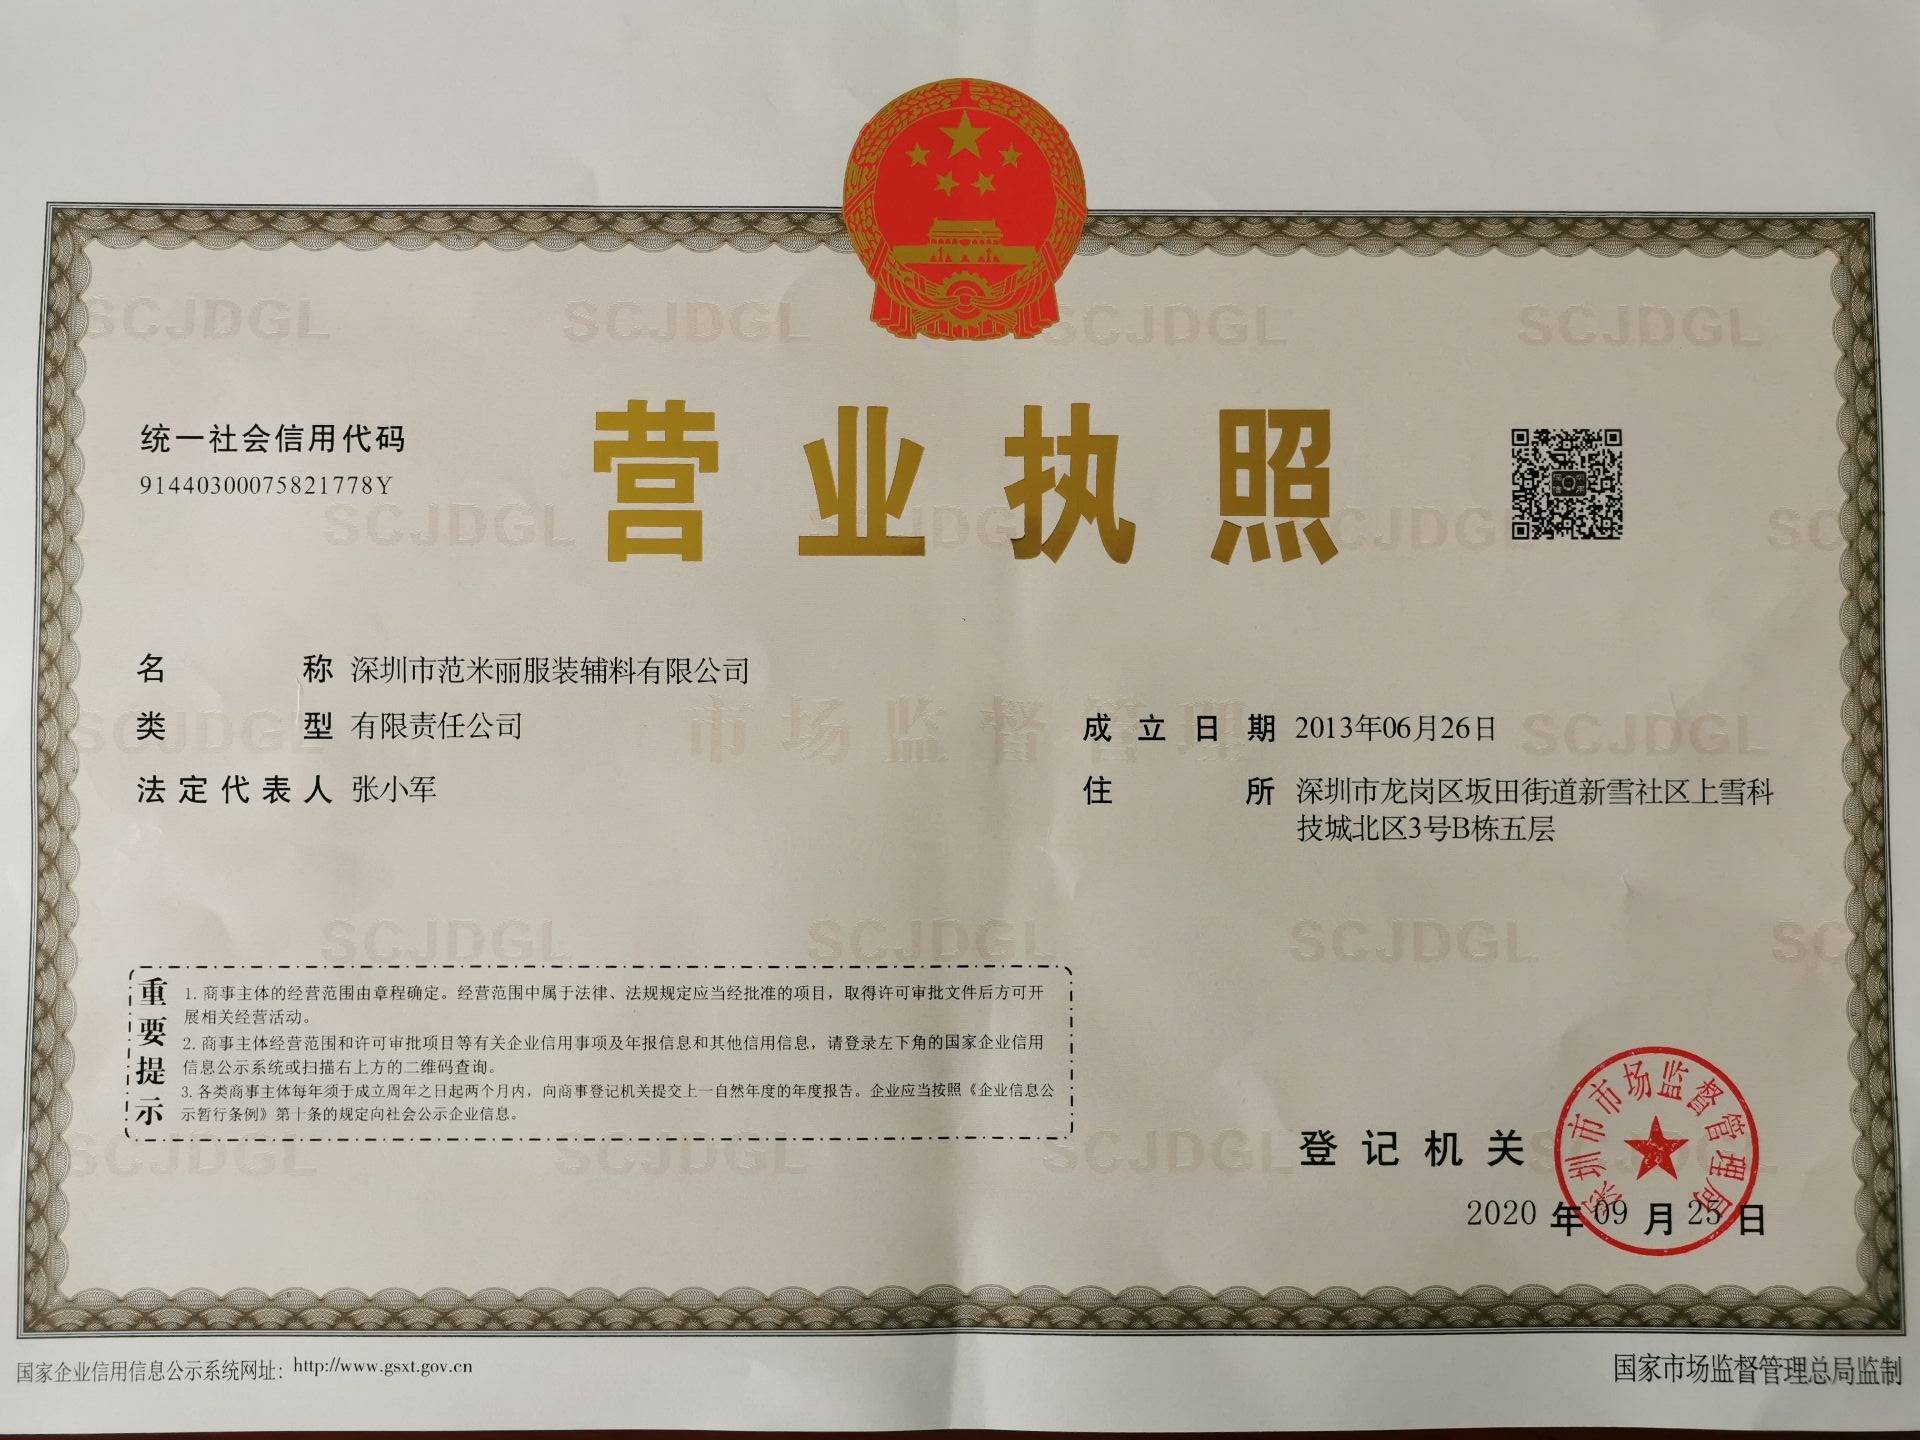 营业执照
统一社会信用代码
91440300075821778Y
名称 深圳市范米丽服装辅料有限公司
类型 有限责任公司
法定代表人 张小军
成立日期 2013年06月26日
住所 深圳市龙岗区坂田街道新雪社区上雪科
技城北区3号B栋五层
重要提示
1. 商事主体的经营范围由章程确定。经营范围中属于法律、法规规定应当经批准的项目，取得许可审批文件后方可开
展相关经营活动。
2. 商事主体经营范围和许可审批项目等有关企业信用事项及年报信息和其他信用信息，请登录左下角的国家企业信用
信息公示系统或扫描右上方的二维码查询。
3. 各类商事主体每年须于成立周年之日起两个月内，向商事登记机关提交上一自然年度的年度报告。企业应当按照《企业信息公
示暂行条例》第十条的规定向社会公示企业信息。
登记机关
深圳市市场监督管理局
2020 年 09 月 25 日
国家企业信用信息公示系统网址：http://www.gsxt.gov.cn
国家市场监督管理总局监制
SCJDGL
市场监督管理